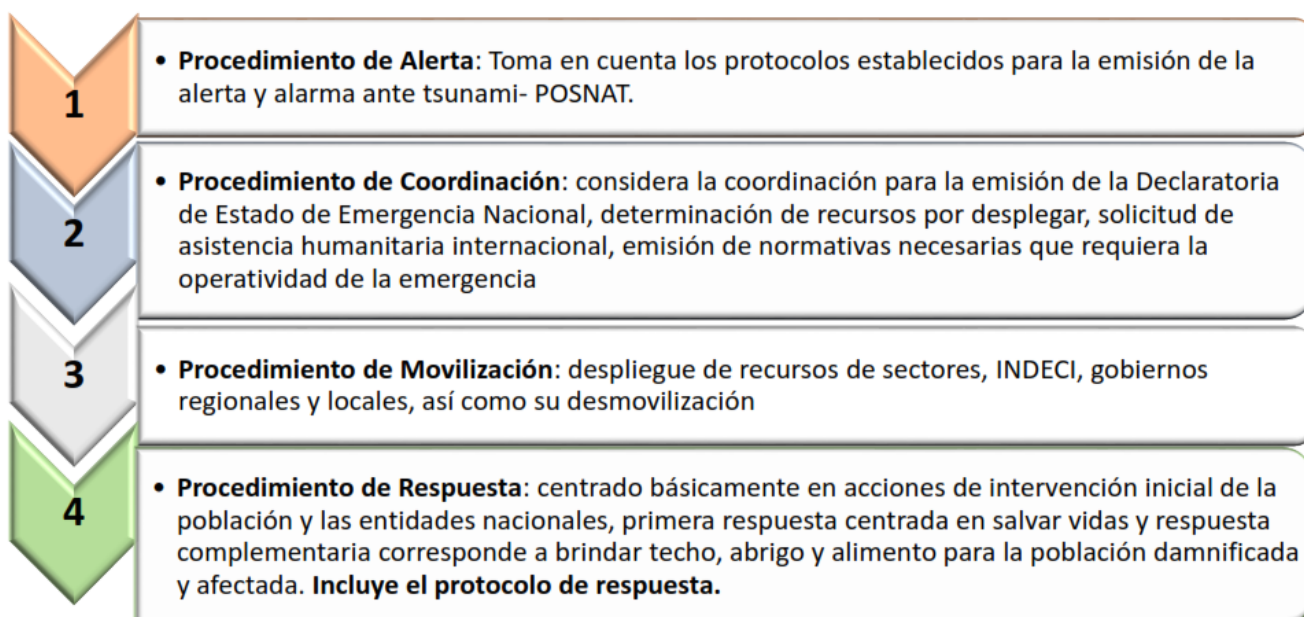 1
• Procedimiento de Alerta: Toma en cuenta los protocolos establecidos para la emisión de la
alerta y alarma ante tsunami- POSNAT.
2
• Procedimiento de Coordinación: considera la coordinación para la emisión de la Declaratoria
de Estado de Emergencia Nacional, determinación de recursos por desplegar, solicitud de
asistencia humanitaria internacional, emisión de normativas necesarias que requiera la
operatividad de la emergencia
3
• Procedimiento de Movilización: despliegue de recursos de sectores, INDECI, gobiernos
regionales y locales, así como su desmovilización
4
• Procedimiento de Respuesta: centrado básicamente en acciones de intervención inicial de la
población y las entidades nacionales, primera respuesta centrada en salvar vidas y respuesta
complementaria corresponde a brindar techo, abrigo y alimento para la población damnificada
y afectada. Incluye el protocolo de respuesta.